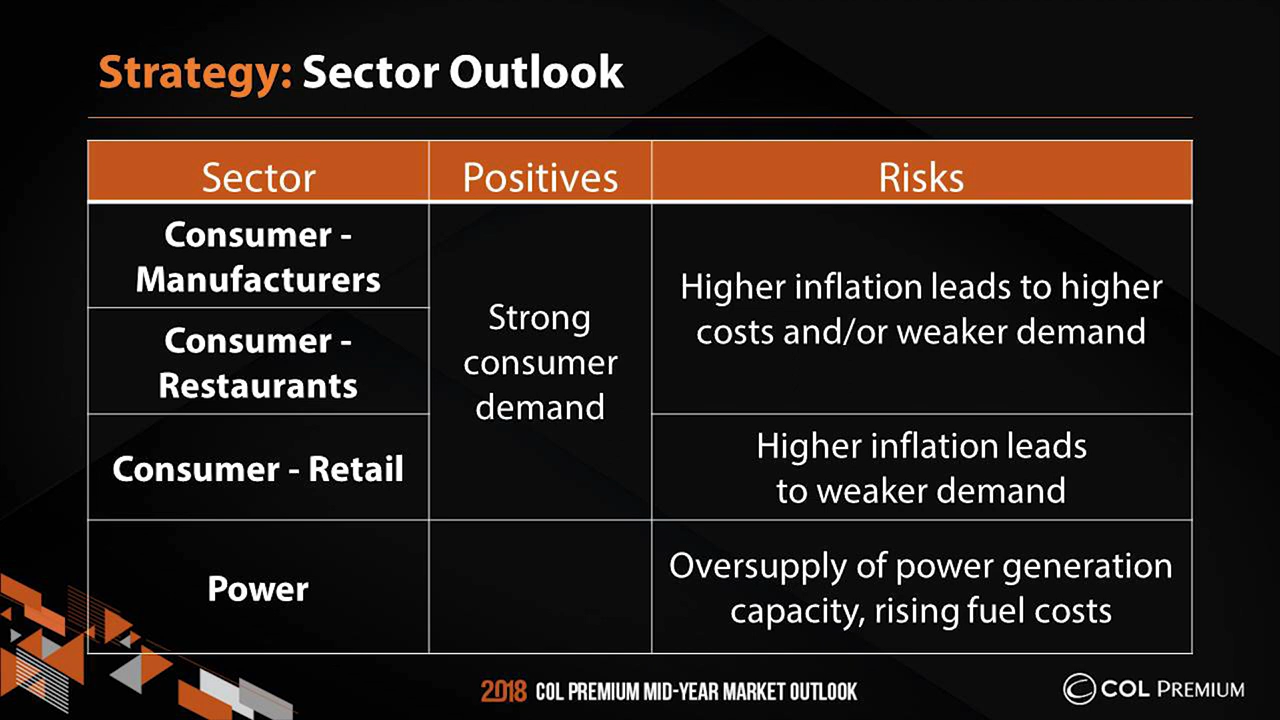 Strategy: Sector Outlook
Sector
Positives
Risks
Consumer -
Manufacturers
Consumer -
Restaurants
Consumer - Retail
Strong
consumer
demand
Higher inflation leads to higher
costs and/or weaker demand
Higher inflation leads
to weaker demand
Power
Oversupply of power generation
capacity, rising fuel costs
2018 COL PREMIUM MID-YEAR MARKET OUTLOOK
COL PREMIUM